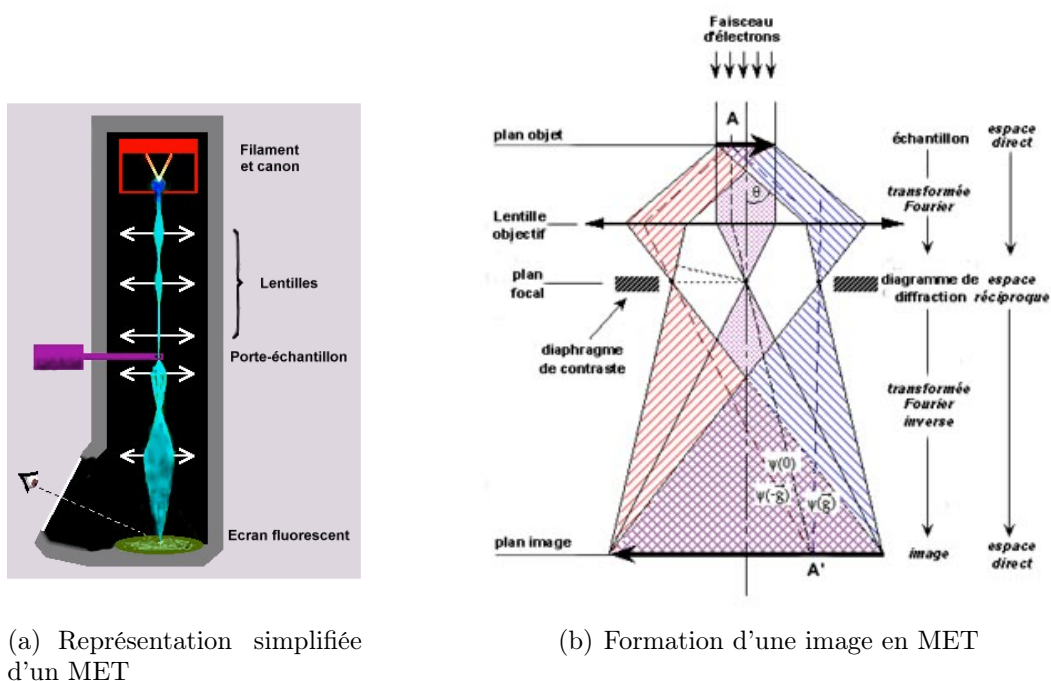 Filament
et canon
Lentilles
Porte-échantillon
Ecran fluorescent
(a) Représentation simplifiée
d'un MET
Faisceau
d'électrons
A
plan objet
échantillon
espace
direct
θ
transformée
Fourier
Lentille
objectif
plan
focal
diagramme de
diffraction
espace
réciproque
diaphragme
de contraste
transformée
Fourier
inverse
ψ(0)
ψ(-g)
ψ(g)
plan image
A'
image
espace
direct
(b) Formation d'une image en MET